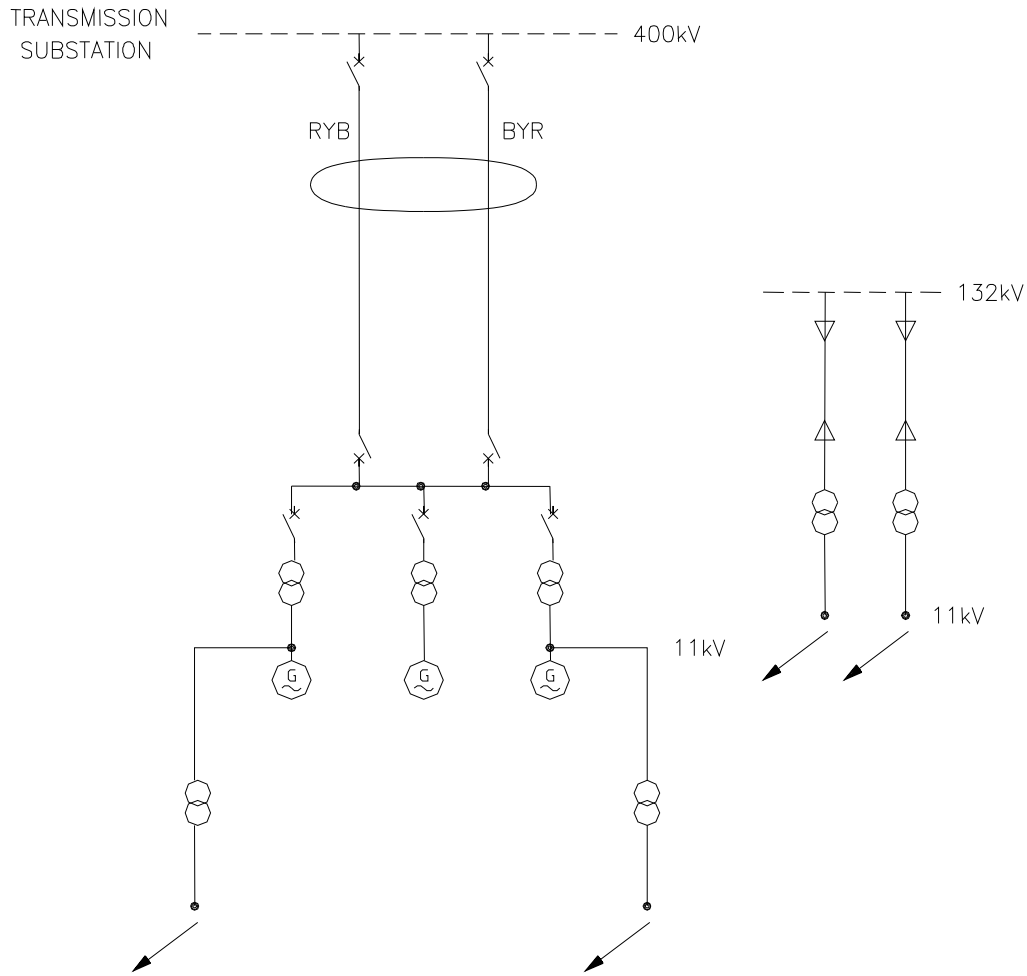 TRANSMISSION
SUBSTATION
400kV
RYB
BYR
132kV
11kV
11kV
G
G
G